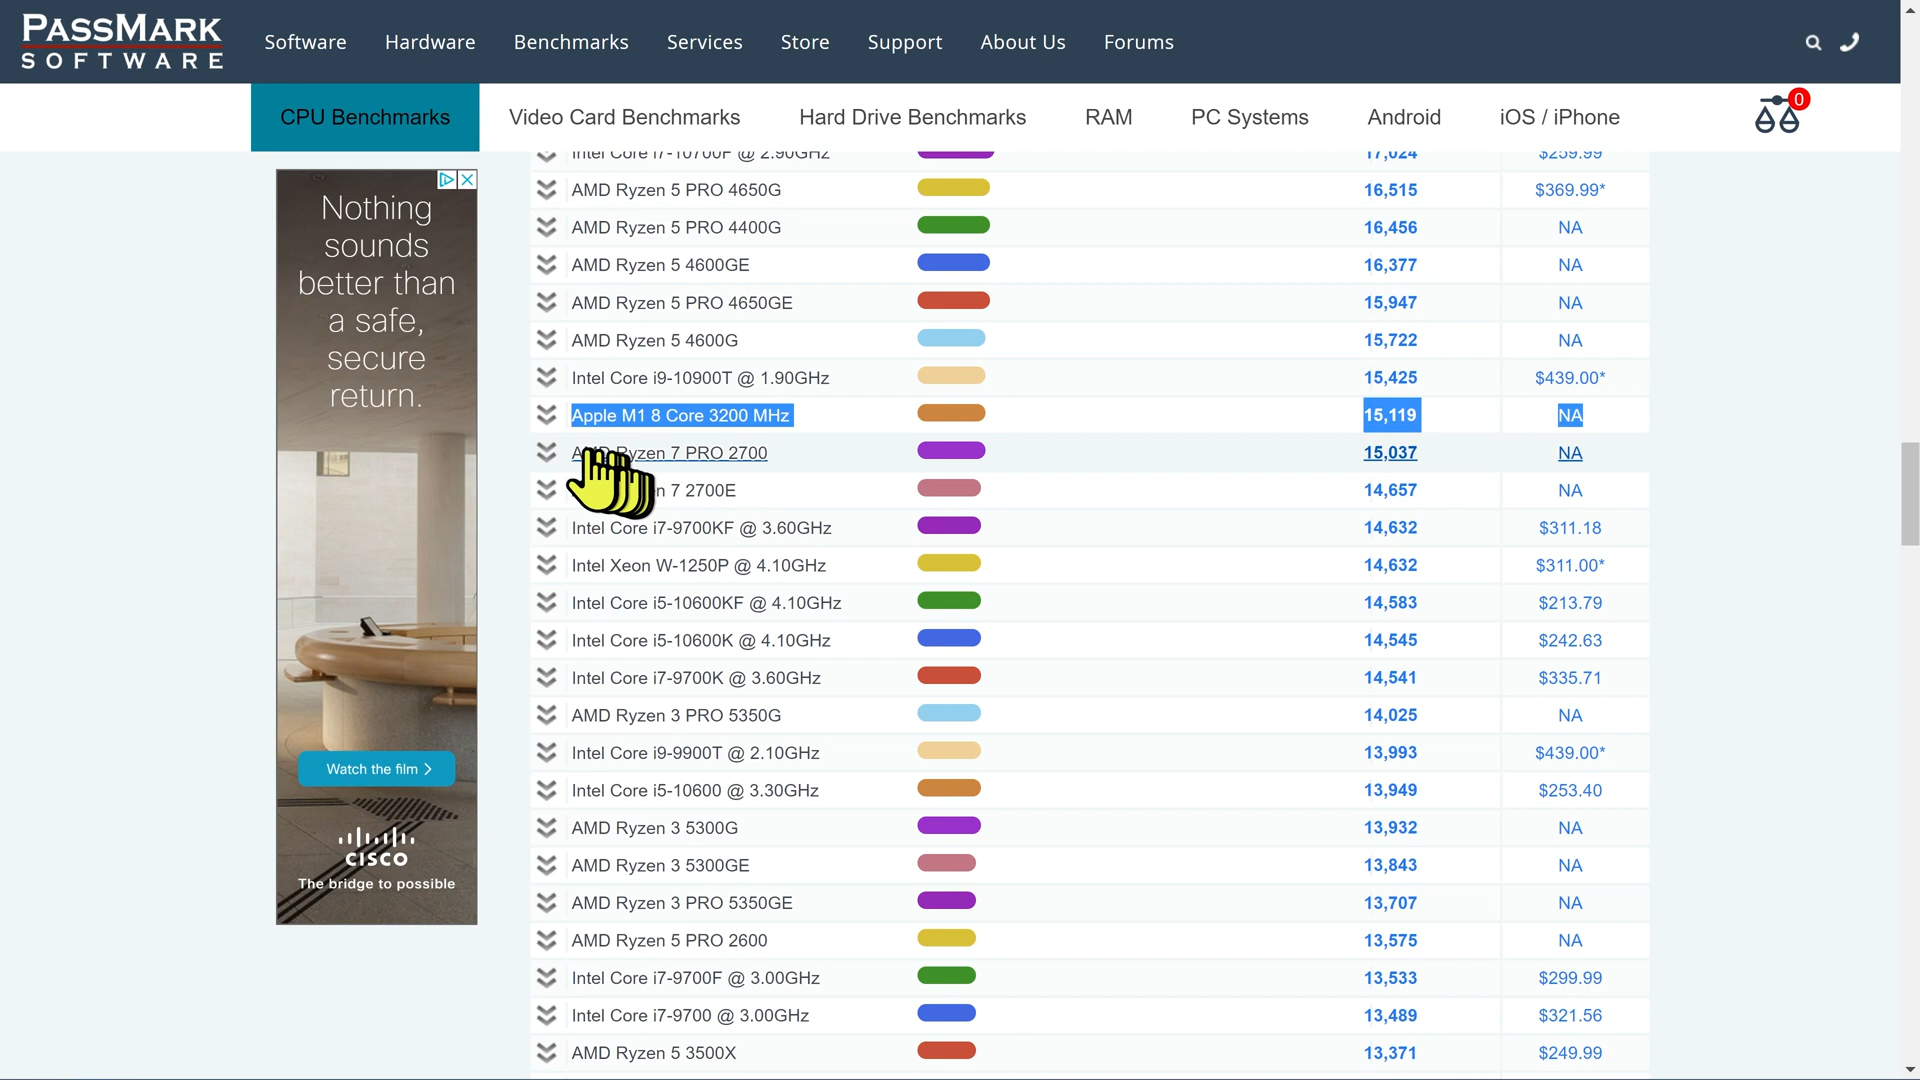 PASSMARK
SOFTWARE
Software Hardware Benchmarks Services Store Support About Us Forums
CPU Benchmarks Video Card Benchmarks Hard Drive Benchmarks RAM PC Systems Android iOS / iPhone 0
Intel Core i7-10700F @ 2.90GHz 17,024 $259.99
AMD Ryzen 5 PRO 4650G 16,515 $369.99*
AMD Ryzen 5 PRO 4400G 16,456 NA
AMD Ryzen 5 4600GE 16,377 NA
AMD Ryzen 5 PRO 4650GE 15,947 NA
AMD Ryzen 5 4600G 15,722 NA
Intel Core i9-10900T @ 1.90GHz 15,425 $439.00*
Apple M1 8 Core 3200 MHz 15,119 NA
AMD Ryzen 7 PRO 2700 15,037 NA
n 7 2700E 14,657 NA
Intel Core i7-9700KF @ 3.60GHz 14,632 $311.18
Intel Xeon W-1250P @ 4.10GHz 14,632 $311.00*
Intel Core i5-10600KF @ 4.10GHz 14,583 $213.79
Intel Core i5-10600K @ 4.10GHz 14,545 $242.63
Intel Core i7-9700K @ 3.60GHz 14,541 $335.71
AMD Ryzen 3 PRO 5350G 14,025 NA
Intel Core i9-9900T @ 2.10GHz 13,993 $439.00*
Intel Core i5-10600 @ 3.30GHz 13,949 $253.40
AMD Ryzen 3 5300G 13,932 NA
AMD Ryzen 3 5300GE 13,843 NA
AMD Ryzen 3 PRO 5350GE 13,707 NA
AMD Ryzen 5 PRO 2600 13,575 NA
Intel Core i7-9700F @ 3.00GHz 13,533 $299.99
Intel Core i7-9700 @ 3.00GHz 13,489 $321.56
AMD Ryzen 5 3500X 13,371 $249.99
Nothing
sounds
better than
a safe,
secure
return.
Watch the film >
CISCO
The bridge to possible